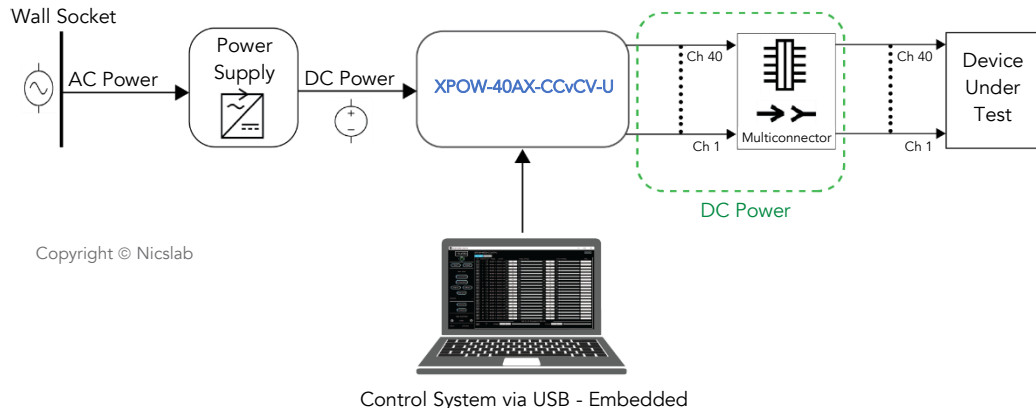 Wall Socket
AC Power
Power
Supply
DC Power
XPOW-40AX-CCvCV-U
Ch 40
Ch 1
Multiconnector
Ch 40
Ch 1
Device
Under
Test
DC Power
Copyright © Nicslab
Control System via USB - Embedded